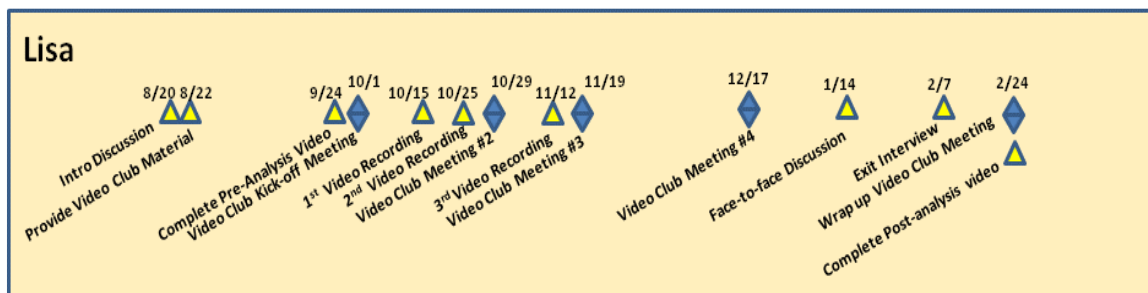 Lisa
8/20
8/22
9/24
10/1
10/15
10/25
10/29
11/12
11/19
12/17
1/14
2/7
2/24
Intro Discussion
Provide Video Club Material
Complete Pre-Analysis Video
Video Club Kick-off Meeting
1st Video Recording
2nd Video Recording
Video Club Meeting #2
3rd Video Recording
Video Club Meeting #3
Video Club Meeting #4
Face-to-face Discussion
Exit Interview
Wrap up Video Club Meeting
Complete Post-analysis video